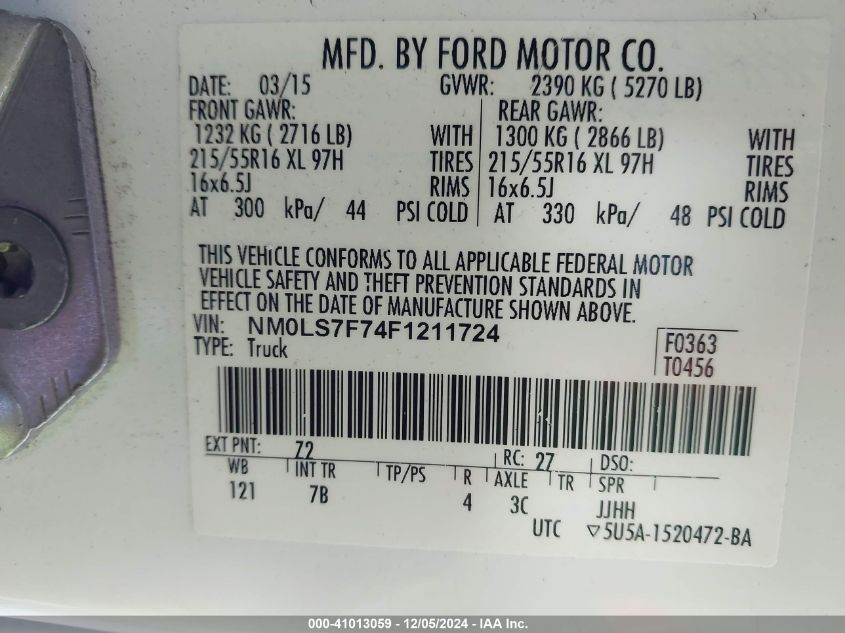 MFD. BY FORD MOTOR CO.
DATE: 03/15 GVWR: 2390 KG ( 5270 LB)
FRONT GAWR: REAR GAWR:
1232 KG ( 2716 LB) WITH 1300 KG ( 2866 LB) WITH
215/55R16 XL 97H TIRES 215/55R16 XL 97H TIRES
16x6.5J RIMS 16x6.5J RIMS
AT 300 kPa/ 44 PSI COLD AT 330 kPa/ 48 PSI COLD
THIS VEHICLE CONFORMS TO ALL APPLICABLE FEDERAL MOTOR
VEHICLE SAFETY AND THEFT PREVENTION STANDARDS IN
EFFECT ON THE DATE OF MANUFACTURE SHOWN ABOVE.
VIN: NM0LS7F74F1211724
TYPE: Truck
F0363
T0456
EXT PNT: 72 RC: 27 DSO:
WB INT TR TP/PS R AXLE TR SPR
121 7B 4 3C JJHH
UTC ▽5U5A-1520472-BA
000-41013059 - 12/05/2024 - IAA Inc.